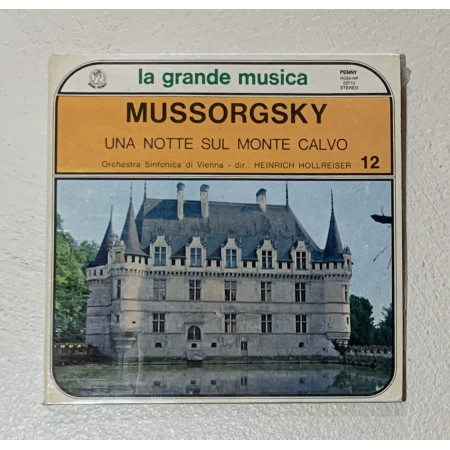 la grande musica
PENNY
STEREO
MUSSORGSKY
UNA NOTTE SUL MONTE CALVO
Orchestra Sinfonica di Vienna - dir.: HEINRICH HOLLREISER 12